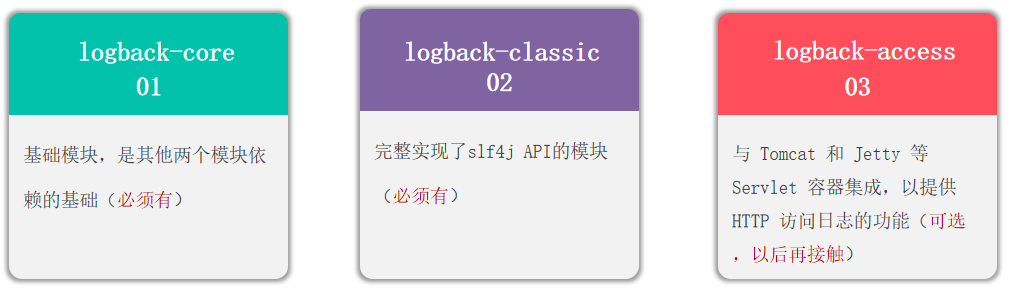 logback-core
01
基础模块，是其他两个模块依
赖的基础（必须有）
logback-classic
02
完整实现了slf4j API的模块
（必须有）
logback-access
03
与 Tomcat 和 Jetty 等
Servlet 容器集成，以提供
HTTP 访问日志的功能（可选
，以后再接触）